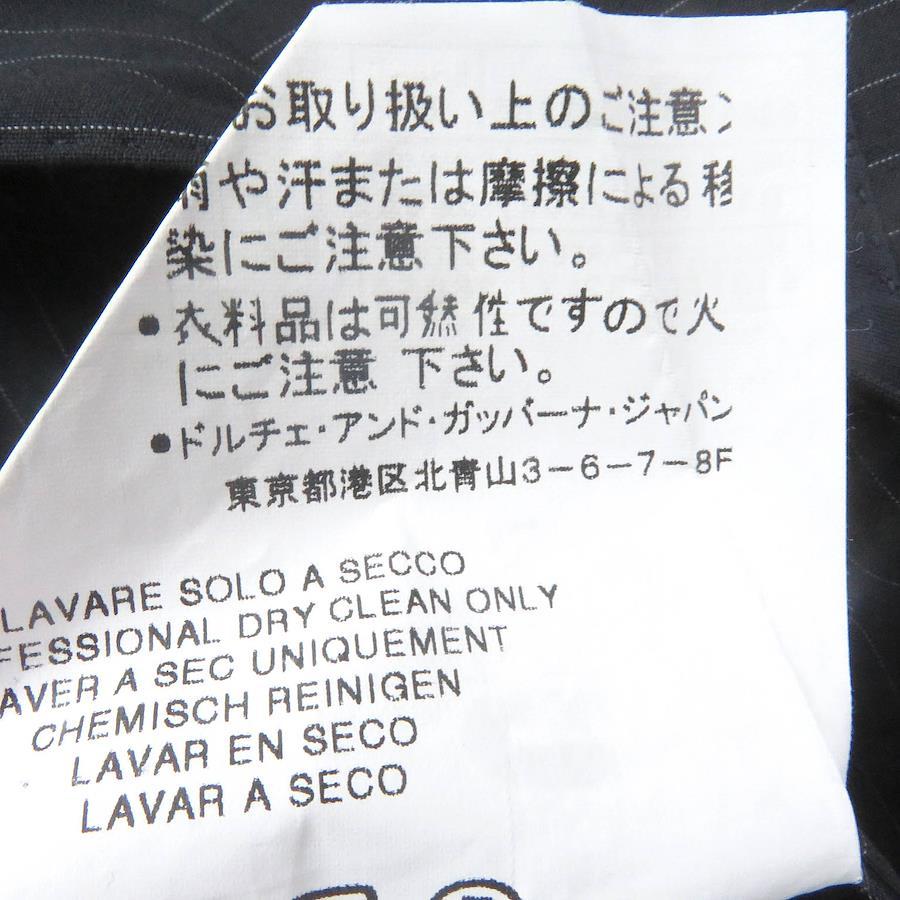 お取り扱い上のご注意
雨や汗または摩擦による移
染にご注意下さい。
●衣料品は可燃性ですので火
にご注意 下さい。
●ドルチェ・アンド・ガッバーナ・ジャパン
東京都港区北青山3-6-7-8F
LAVARE SOLO A SECCO
FESSIONAL DRY CLEAN ONLY
AVER A SEC UNIQUEMENT
CHEMISCH REINIGEN
LAVAR EN SECO
LAVAR A SECO